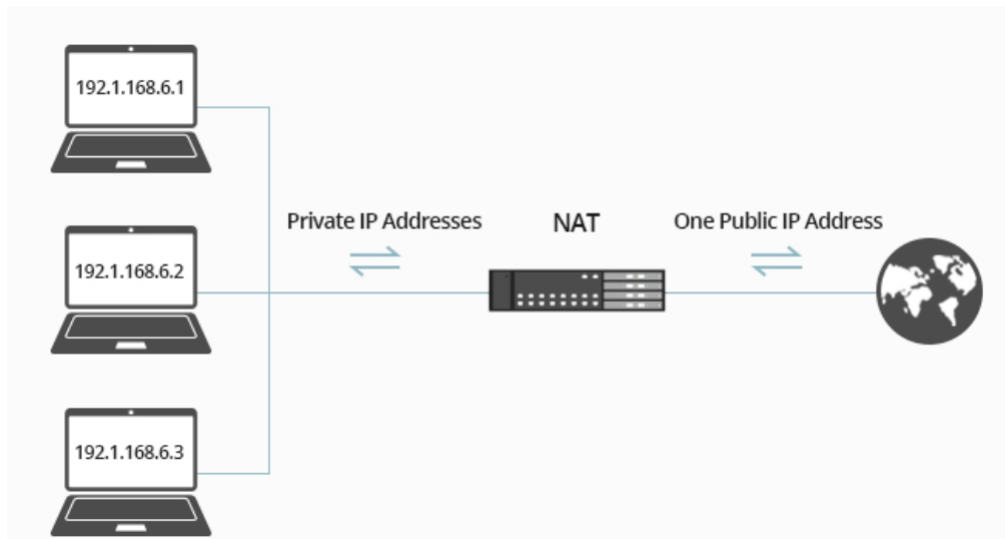 192.1.168.6.1
Private IP Addresses
NAT
One Public IP Address
192.1.168.6.2
192.1.168.6.3